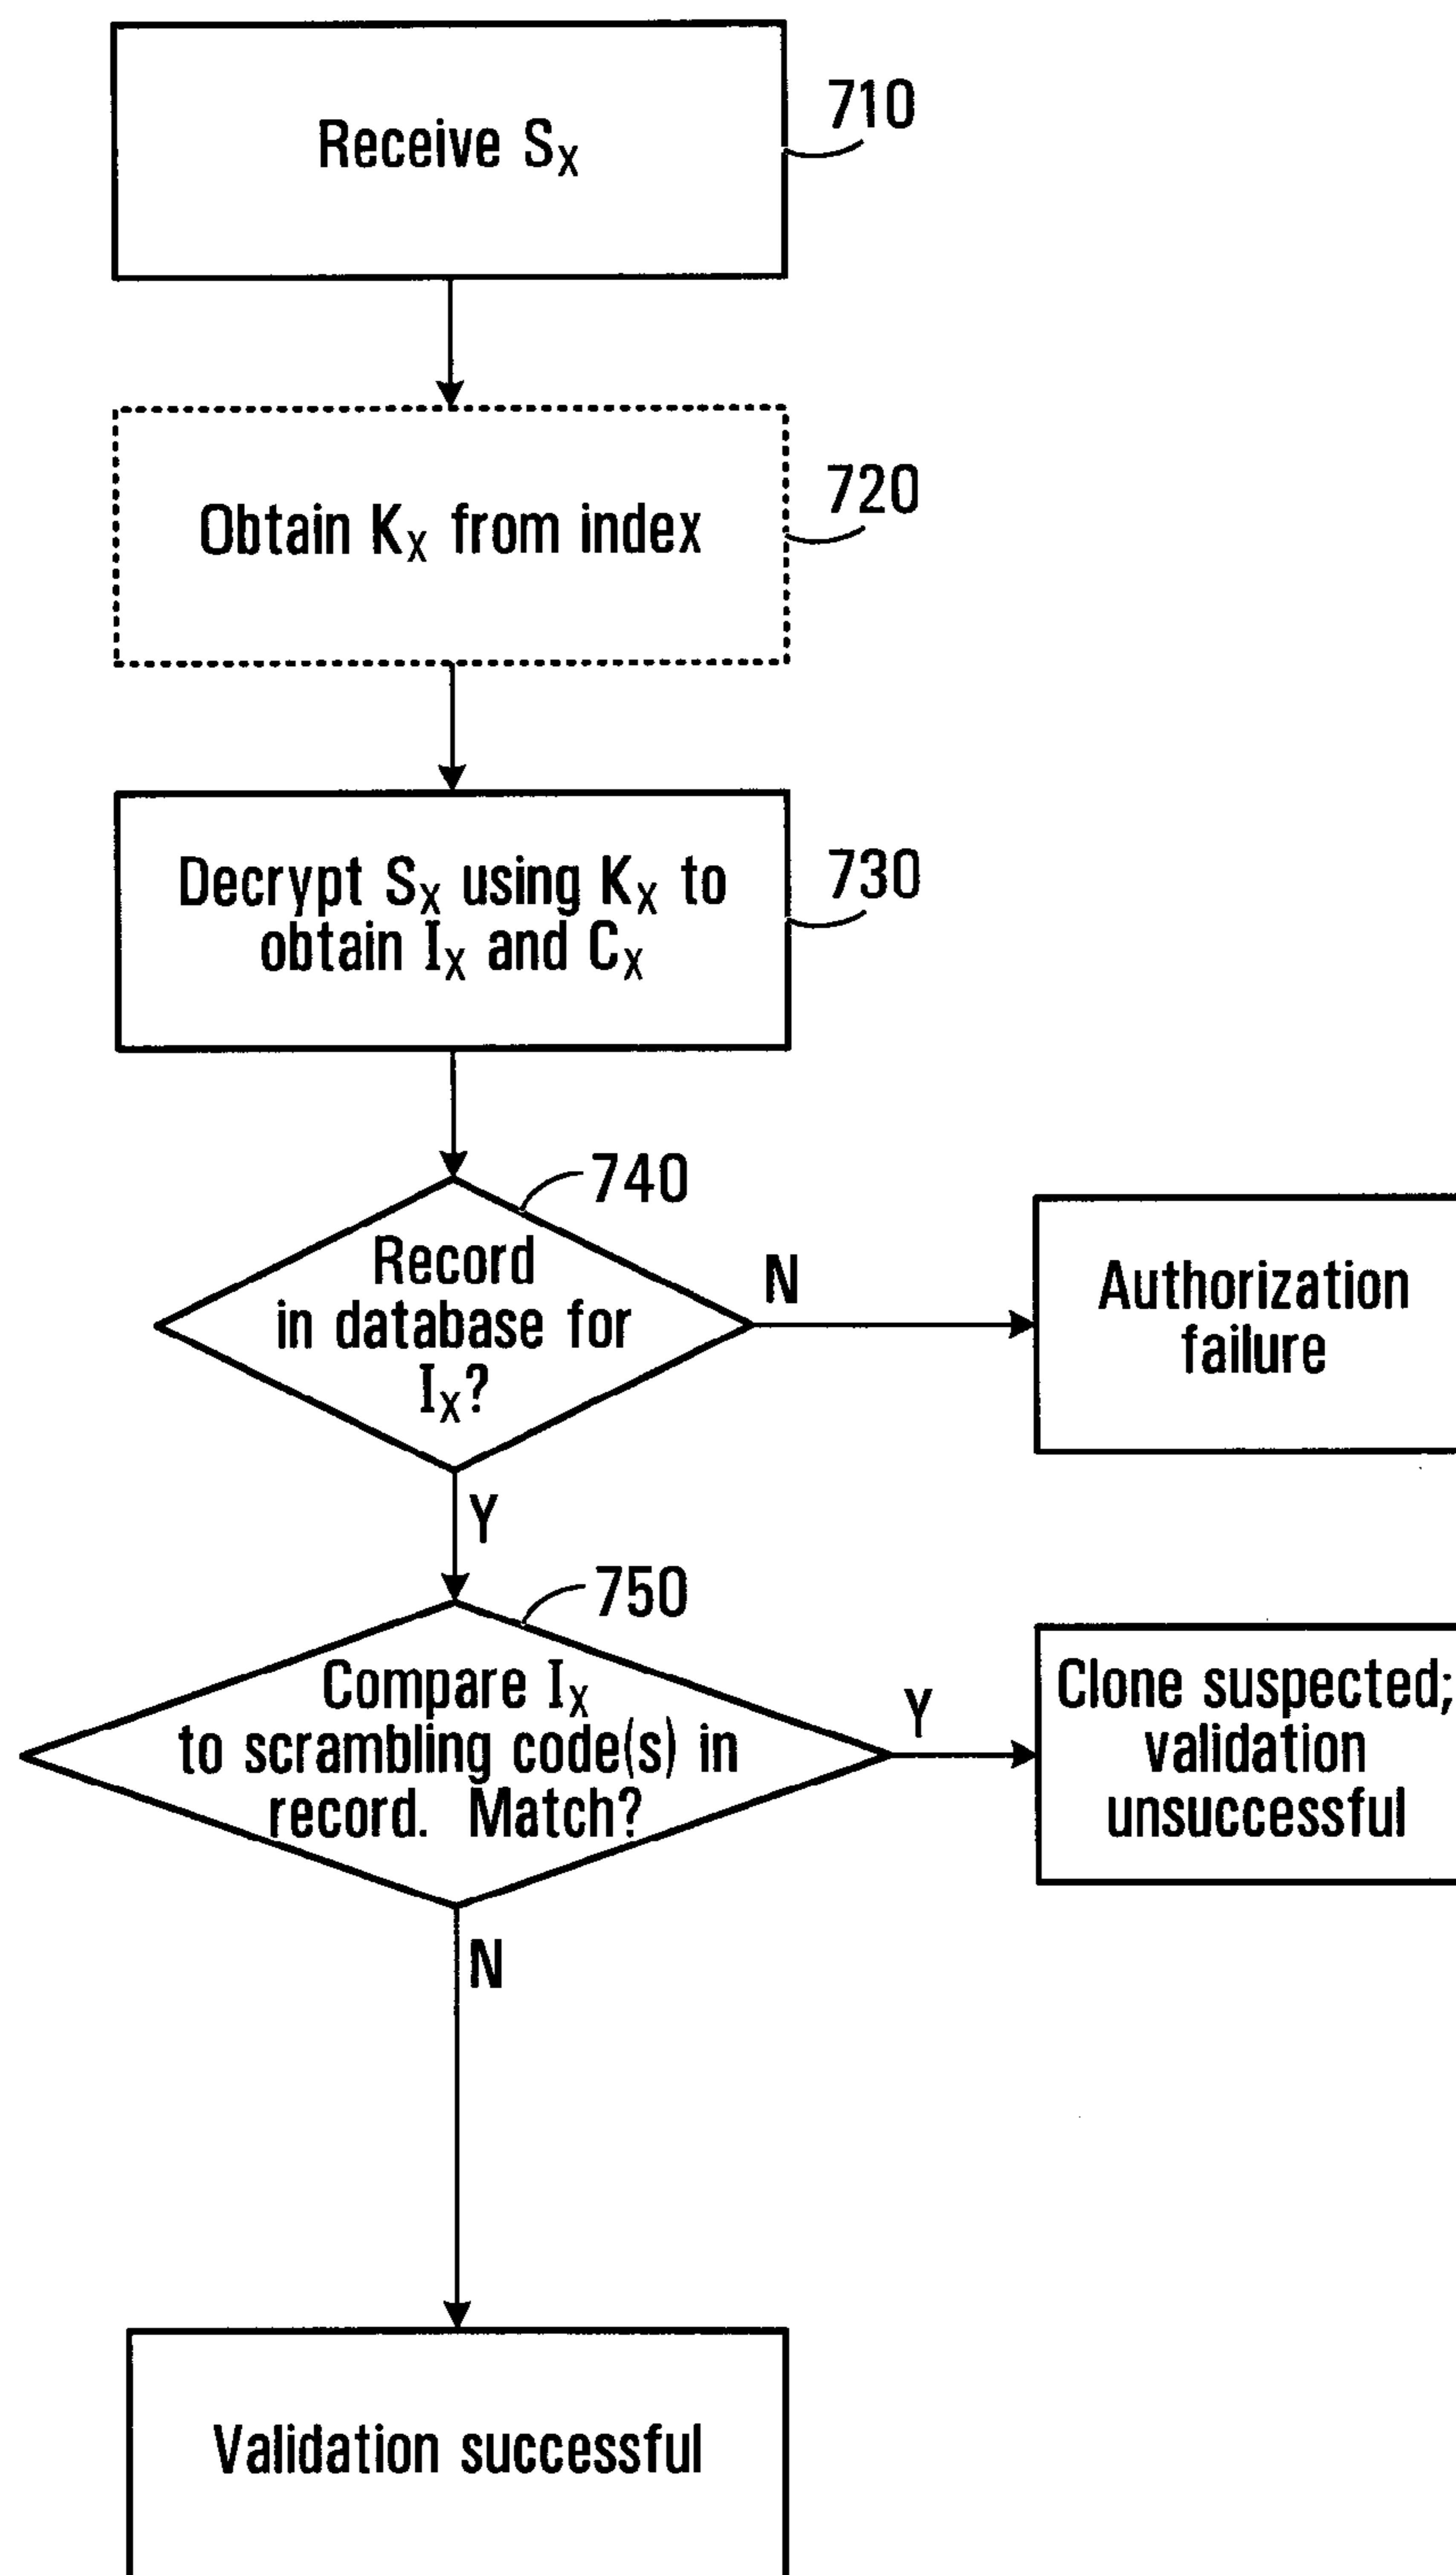 Receive Sx
710
Obtain Kx from index
720
Decrypt Sx using Kx to
obtain Ix and Cx
730
740
Record
in database for
Ix?
N
Authorization
failure
Y
750
Compare Ix
to scrambling code(s) in
record. Match?
Y
Clone suspected;
validation
unsuccessful
N
Validation successful